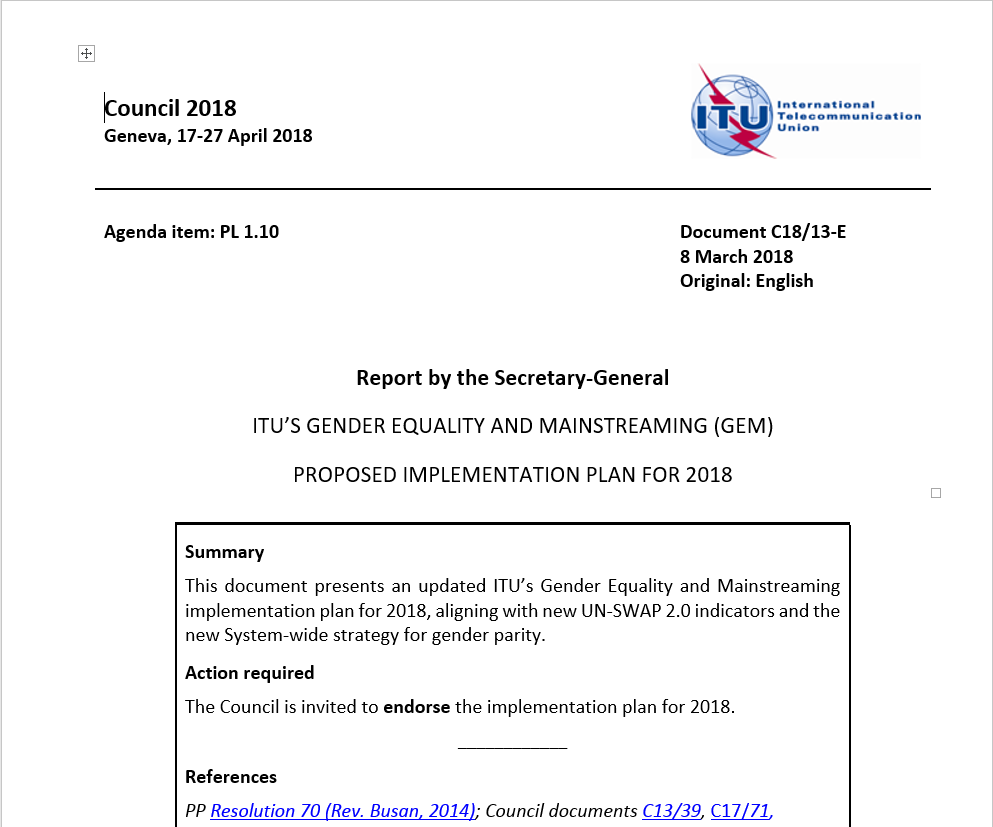 Council 2018
Geneva, 17-27 April 2018
ITU
International
Telecommunication
Union
Agenda item: PL 1.10
Document C18/13-E
8 March 2018
Original: English
Report by the Secretary-General
ITU’S GENDER EQUALITY AND MAINSTREAMING (GEM)
PROPOSED IMPLEMENTATION PLAN FOR 2018
Summary
This document presents an updated ITU’s Gender Equality and Mainstreaming
implementation plan for 2018, aligning with new UN-SWAP 2.0 indicators and the
new System-wide strategy for gender parity.
Action required
The Council is invited to endorse the implementation plan for 2018.
____________
References
PP Resolution 70 (Rev. Busan, 2014); Council documents C13/39, C17/71,